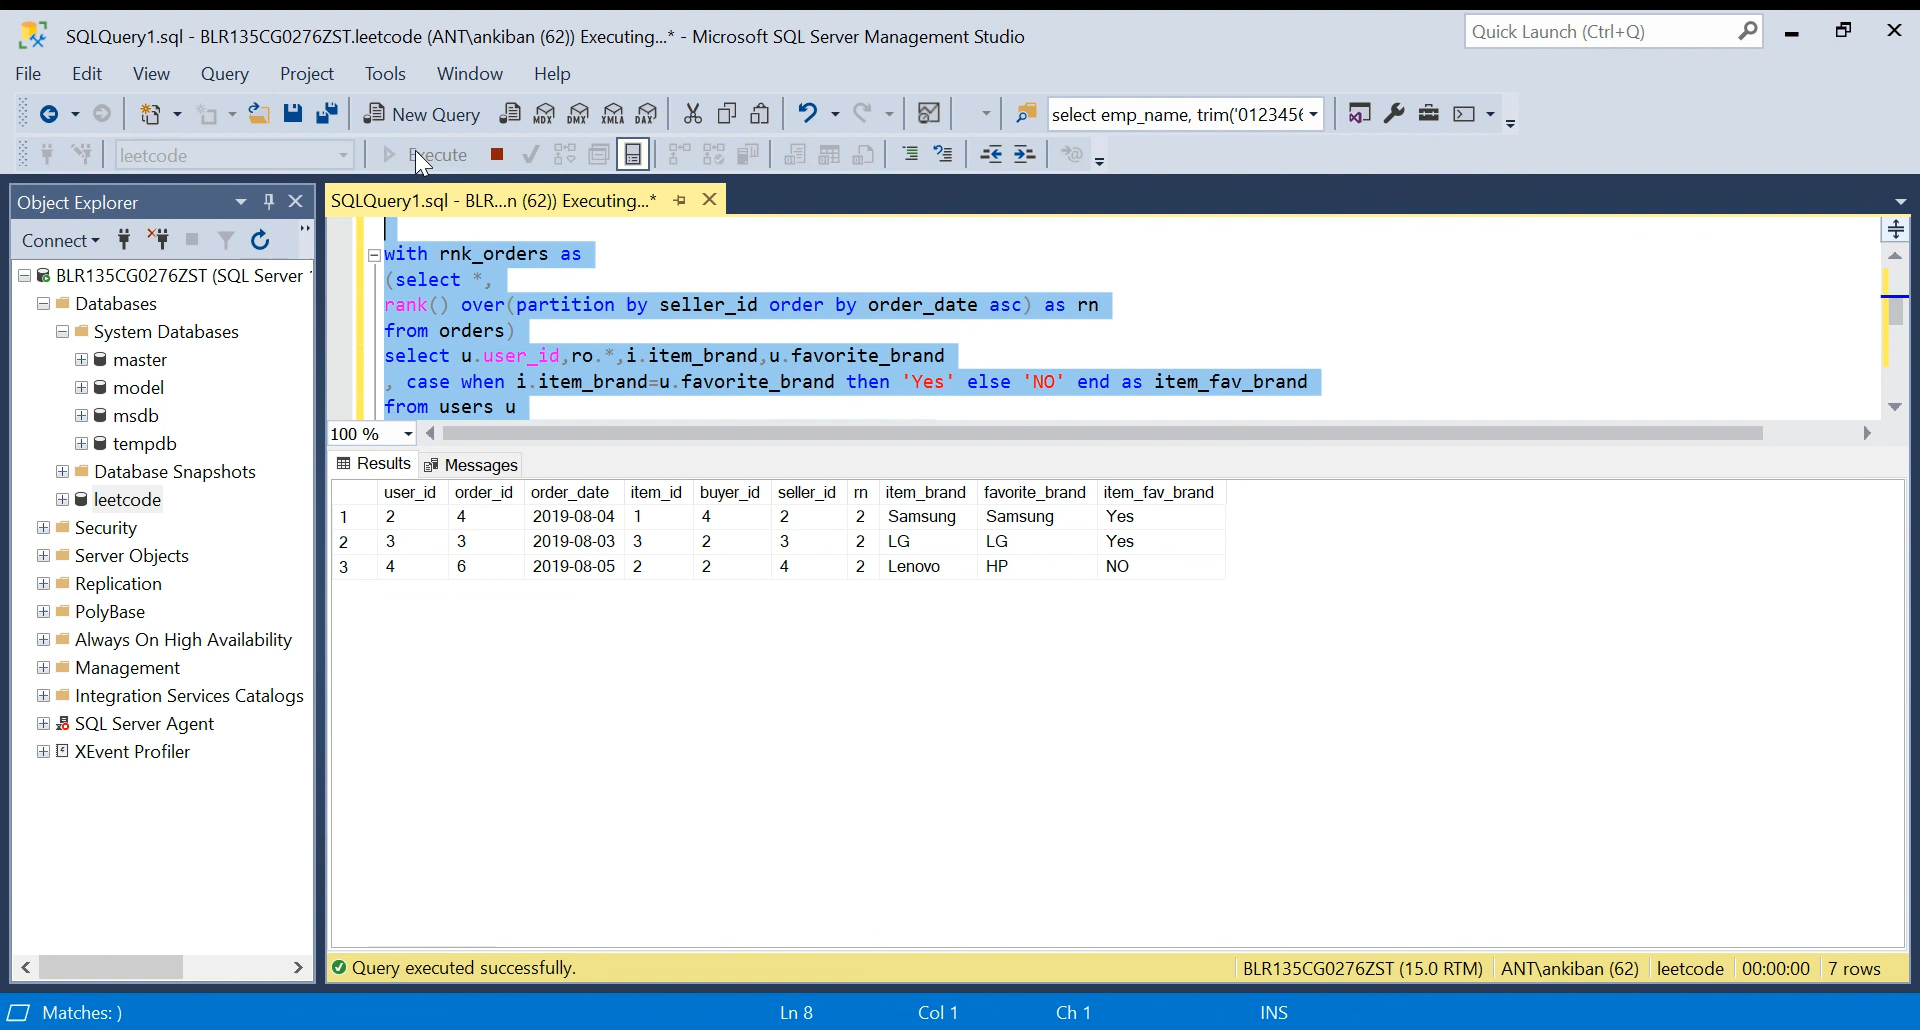 SQLQuery1.sql - BLR135CG0276ZST.leetcode (ANT\ankiban (62)) Executing...* - Microsoft SQL Server Management Studio
Quick Launch (Ctrl+Q)
File Edit View Query Project Tools Window Help
New Query MDX DMX XMLA DAX select emp_name, trim('0123456
leetcode Execute
Object Explorer
SQLQuery1.sql - BLR...n (62)) Executing...*
Connect
BLR135CG0276ZST (SQL Server
Databases
System Databases
master
model
msdb
tempdb
Database Snapshots
leetcode
Security
Server Objects
Replication
PolyBase
Always On High Availability
Management
Integration Services Catalogs
SQL Server Agent
XEvent Profiler
with rnk_orders as
(select *,
rank() over(partition by seller_id order by order_date asc) as rn
from orders)
select u.user_id,ro.*,i.item_brand,u.favorite_brand
, case when i.item_brand=u.favorite_brand then 'Yes' else 'NO' end as item_fav_brand
from users u
100 %
Results Messages
user_id order_id order_date item_id buyer_id seller_id rn item_brand favorite_brand item_fav_brand
1 2 4 2019-08-04 1 4 2 2 Samsung Samsung Yes
2 3 3 2019-08-03 3 2 3 2 LG LG Yes
3 4 6 2019-08-05 2 2 4 2 Lenovo HP NO
Query executed successfully. BLR135CG0276ZST (15.0 RTM) ANT\ankiban (62) leetcode 00:00:00 7 rows
Matches: ) Ln 8 Col 1 Ch 1 INS